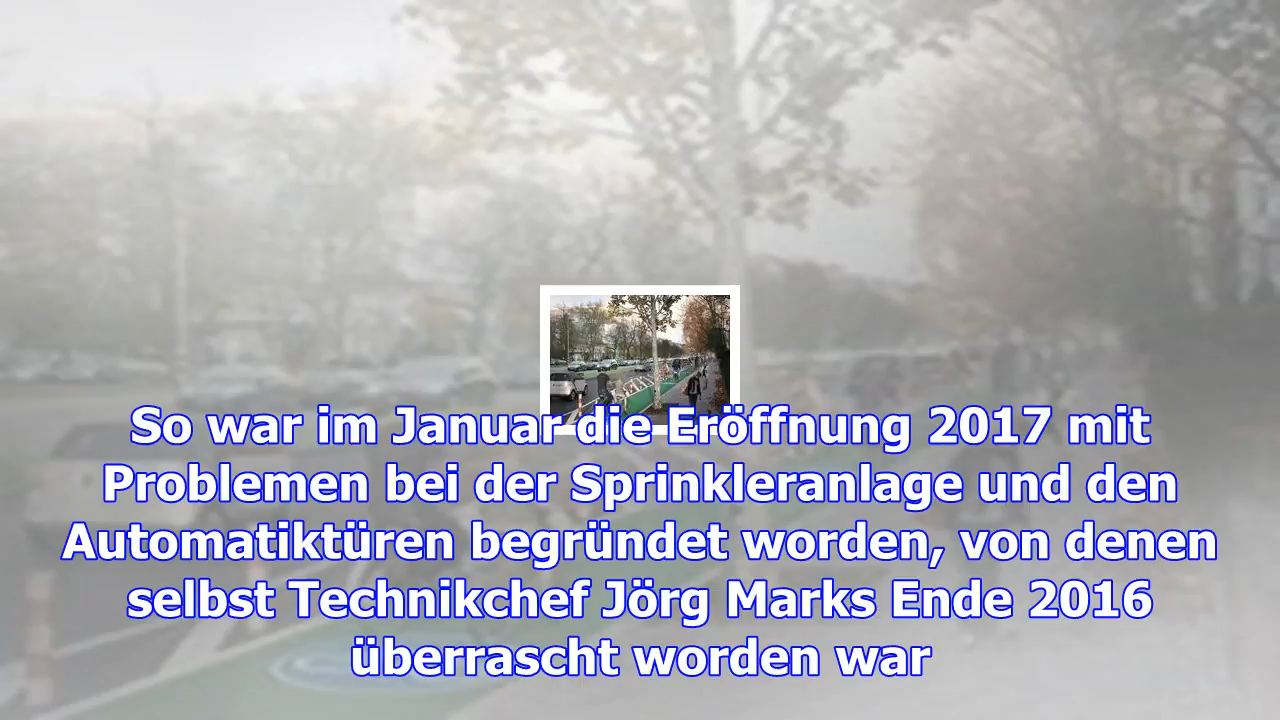 So war im Januar die Eröffnung 2017 mit
Problemen bei der Sprinkleranlage und den
Automatiktüren begründet worden, von denen
selbst Technikchef Jörg Marks Ende 2016
überrascht worden war